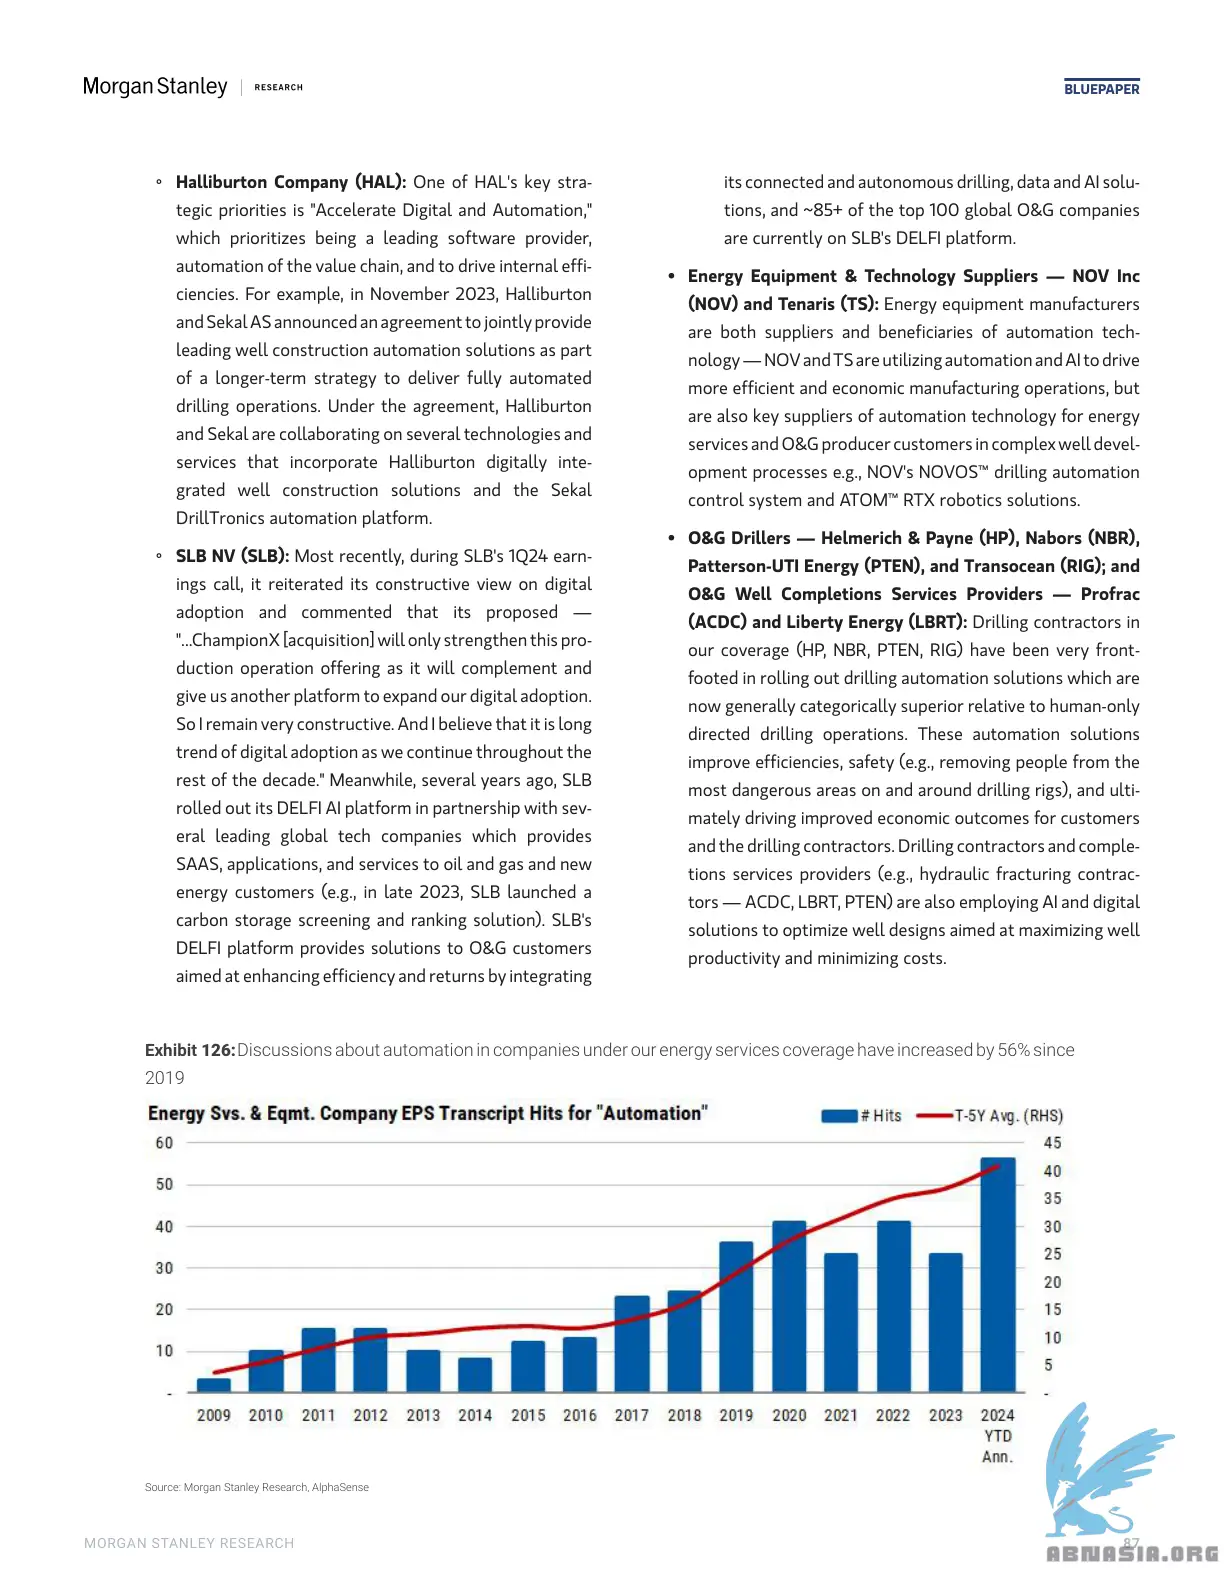 Morgan Stanley | RESEARCH
BLUEPAPER
° Halliburton Company (HAL): One of HAL's key stra-
tegic priorities is "Accelerate Digital and Automation,"
which prioritizes being a leading software provider,
automation of the value chain, and to drive internal effi-
ciencies. For example, in November 2023, Halliburton
and Sekal AS announced an agreement to jointly provide
leading well construction automation solutions as part
of a longer-term strategy to deliver fully automated
drilling operations. Under the agreement, Halliburton
and Sekal are collaborating on several technologies and
services that incorporate Halliburton digitally inte-
grated well construction solutions and the Sekal
DrillTronics automation platform.
° SLB NV (SLB): Most recently, during SLB's 1Q24 earn-
ings call, it reiterated its constructive view on digital
adoption and commented that its proposed —
"...ChampionX [acquisition] will only strengthen this pro-
duction operation offering as it will complement and
give us another platform to expand our digital adoption.
So I remain very constructive. And I believe that it is long
trend of digital adoption as we continue throughout the
rest of the decade." Meanwhile, several years ago, SLB
rolled out its DELFI AI platform in partnership with sev-
eral leading global tech companies which provides
SAAS, applications, and services to oil and gas and new
energy customers (e.g., in late 2023, SLB launched a
carbon storage screening and ranking solution). SLB's
DELFI platform provides solutions to O&G customers
aimed at enhancing efficiency and returns by integrating
its connected and autonomous drilling, data and AI solu-
tions, and ~85+ of the top 100 global O&G companies
are currently on SLB's DELFI platform.
• Energy Equipment & Technology Suppliers — NOV Inc
(NOV) and Tenaris (TS): Energy equipment manufacturers
are both suppliers and beneficiaries of automation tech-
nology — NOV and TS are utilizing automation and AI to drive
more efficient and economic manufacturing operations, but
are also key suppliers of automation technology for energy
services and O&G producer customers in complex well devel-
opment processes e.g., NOV's NOVOS™ drilling automation
control system and ATOM™ RTX robotics solutions.
• O&G Drillers — Helmerich & Payne (HP), Nabors (NBR),
Patterson-UTI Energy (PTEN), and Transocean (RIG); and
O&G Well Completions Services Providers — Profrac
(ACDC) and Liberty Energy (LBRT): Drilling contractors in
our coverage (HP, NBR, PTEN, RIG) have been very front-
footed in rolling out drilling automation solutions which are
now generally categorically superior relative to human-only
directed drilling operations. These automation solutions
improve efficiencies, safety (e.g., removing people from the
most dangerous areas on and around drilling rigs), and ulti-
mately driving improved economic outcomes for customers
and the drilling contractors. Drilling contractors and comple-
tions services providers (e.g., hydraulic fracturing contrac-
tors — ACDC, LBRT, PTEN) are also employing AI and digital
solutions to optimize well designs aimed at maximizing well
productivity and minimizing costs.
Exhibit 126: Discussions about automation in companies under our energy services coverage have increased by 56% since
2019
Energy Svs. & Eqmt. Company EPS Transcript Hits for "Automation"
# Hits T-5Y Avg. (RHS)
60 45
50 40
35
40 30
30 25
20
20 15
10 10
5
- -
2009 2010 2011 2012 2013 2014 2015 2016 2017 2018 2019 2020 2021 2022 2023 2024
YTD
Ann.
Source: Morgan Stanley Research, AlphaSense
MORGAN STANLEY RESEARCH
87
ABNASIA.ORG